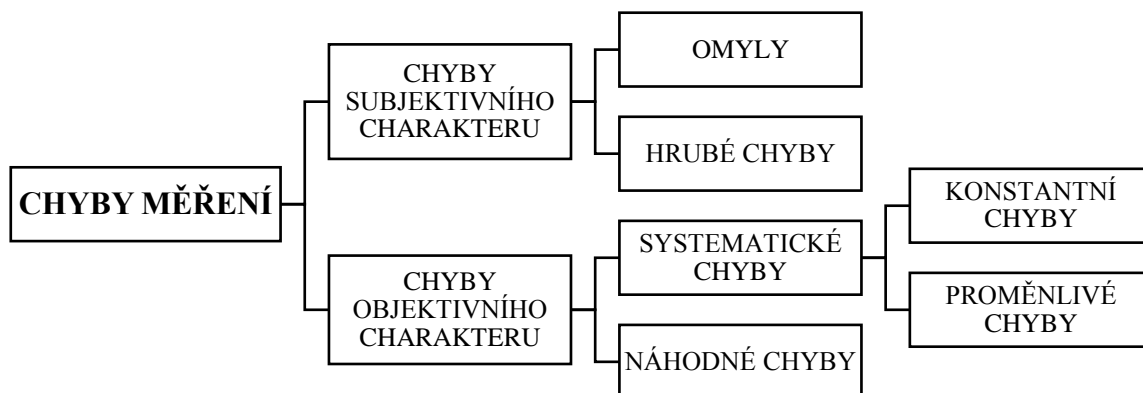 CHYBY MĚŘENÍ
CHYBY
SUBJEKTIVNÍHO
CHARAKTERU
OMYLY
HRUBÉ CHYBY
CHYBY
OBJEKTIVNÍHO
CHARAKTERU
SYSTEMATICKÉ
CHYBY
KONSTANTNÍ
CHYBY
PROMĚNLIVÉ
CHYBY
NÁHODNÉ CHYBY